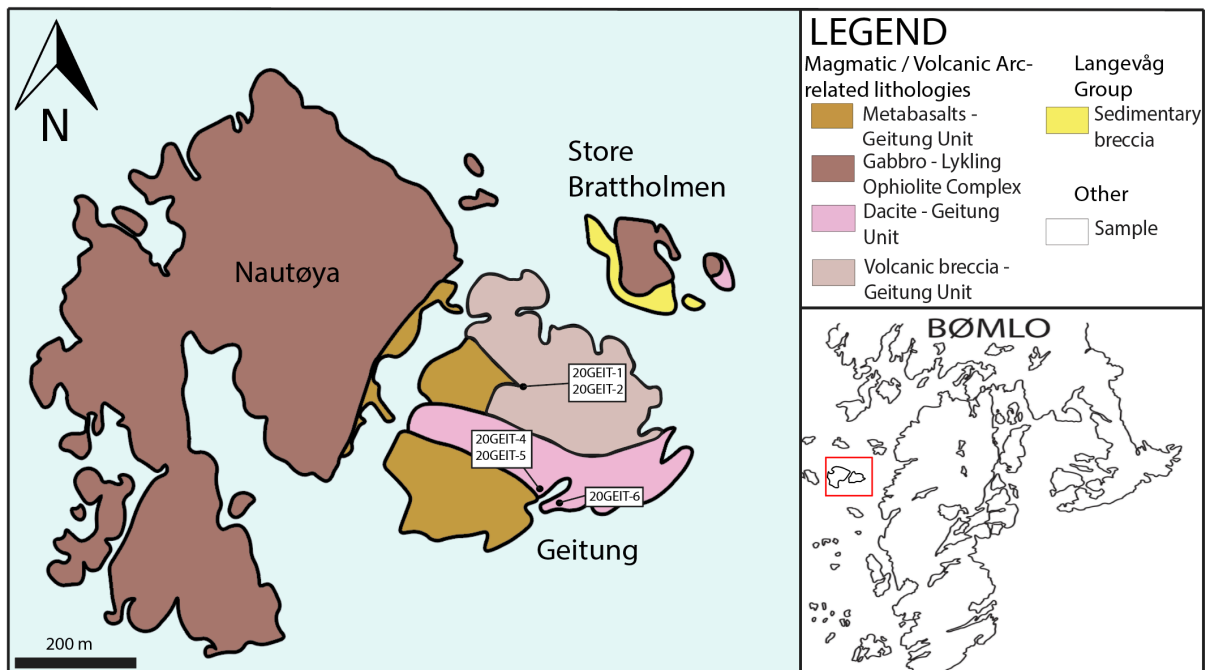 N
Nautøya
Store
Brattholmen
20GEIT-1
20GEIT-2
20GEIT-4
20GEIT-5
20GEIT-6
Geitung
200 m
LEGEND
Magmatic / Volcanic Arc-
related lithologies
Metabasalts -
Geitung Unit
Gabbro - Lykling
Ophiolite Complex
Dacite - Geitung
Unit
Volcanic breccia -
Geitung Unit
Langevåg
Group
Sedimentary
breccia
Other
Sample
BØMLO